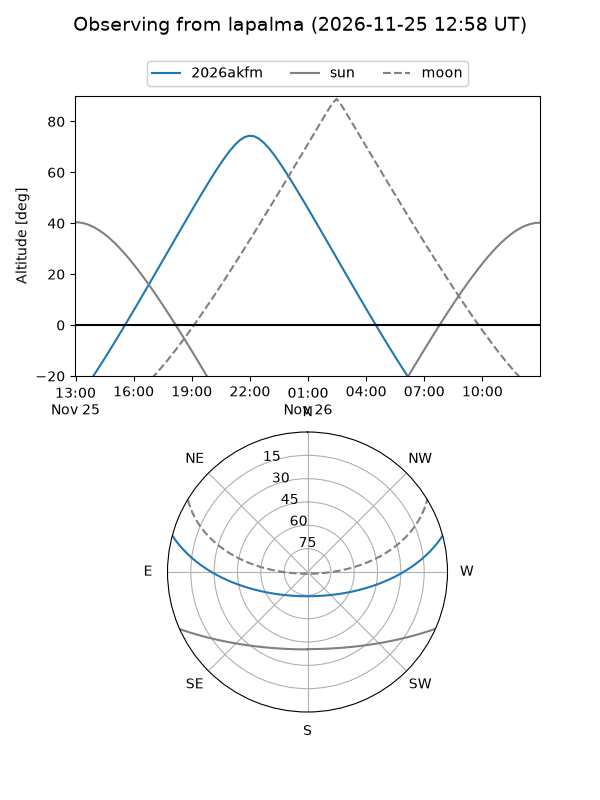 Observing from lapalma (2026-11-25 12:58 UT)
2026akfm sun moon
Altitude [deg]
80
60
40
20
0
−20
13:00 16:00 19:00 22:00 01:00 04:00 07:00 10:00
Nov 25 Nov 26
N
NE NW
15
30
45
60
75
E W
SE SW
S